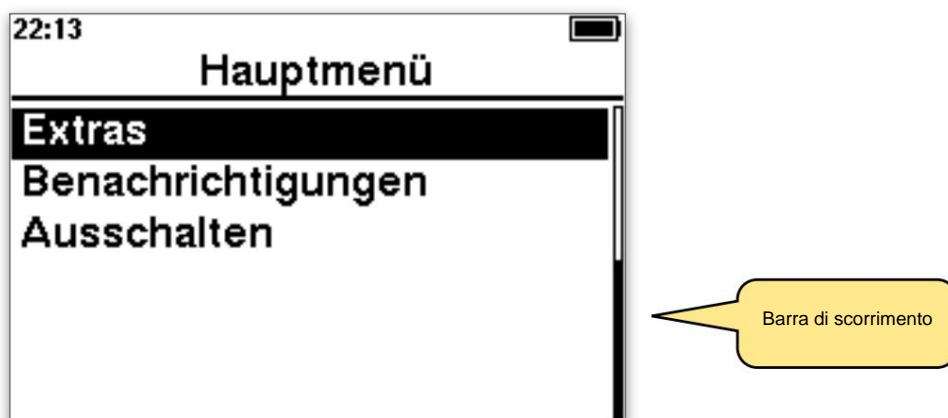 22:13
Hauptmenü
Extras
Benachrichtigungen
Ausschalten
Barra di scorrimento